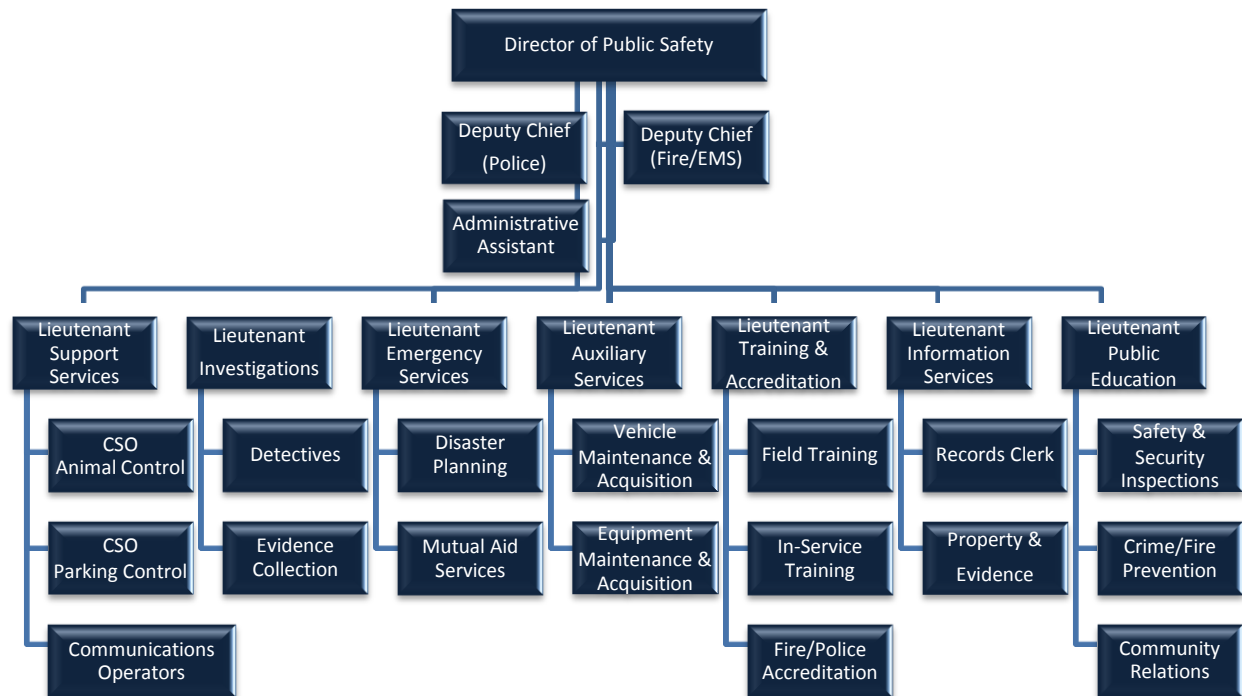 Director of Public Safety
Deputy Chief
(Police)
Deputy Chief
(Fire/EMS)
Administrative
Assistant
Lieutenant
Support
Services
Lieutenant
Investigations
Lieutenant
Emergency
Services
Lieutenant
Auxiliary
Services
Lieutenant
Training &
Accreditation
Lieutenant
Information
Services
Lieutenant
Public
Education
CSO
Animal Control
Detectives
Disaster
Planning
Vehicle
Maintenance &
Acquisition
Field Training
Records Clerk
Safety &
Security
Inspections
CSO
Parking Control
Evidence
Collection
Mutual Aid
Services
Equipment
Maintenance &
Acquisition
In-Service
Training
Property &
Evidence
Crime/Fire
Prevention
Communications
Operators
Fire/Police
Accreditation
Community
Relations